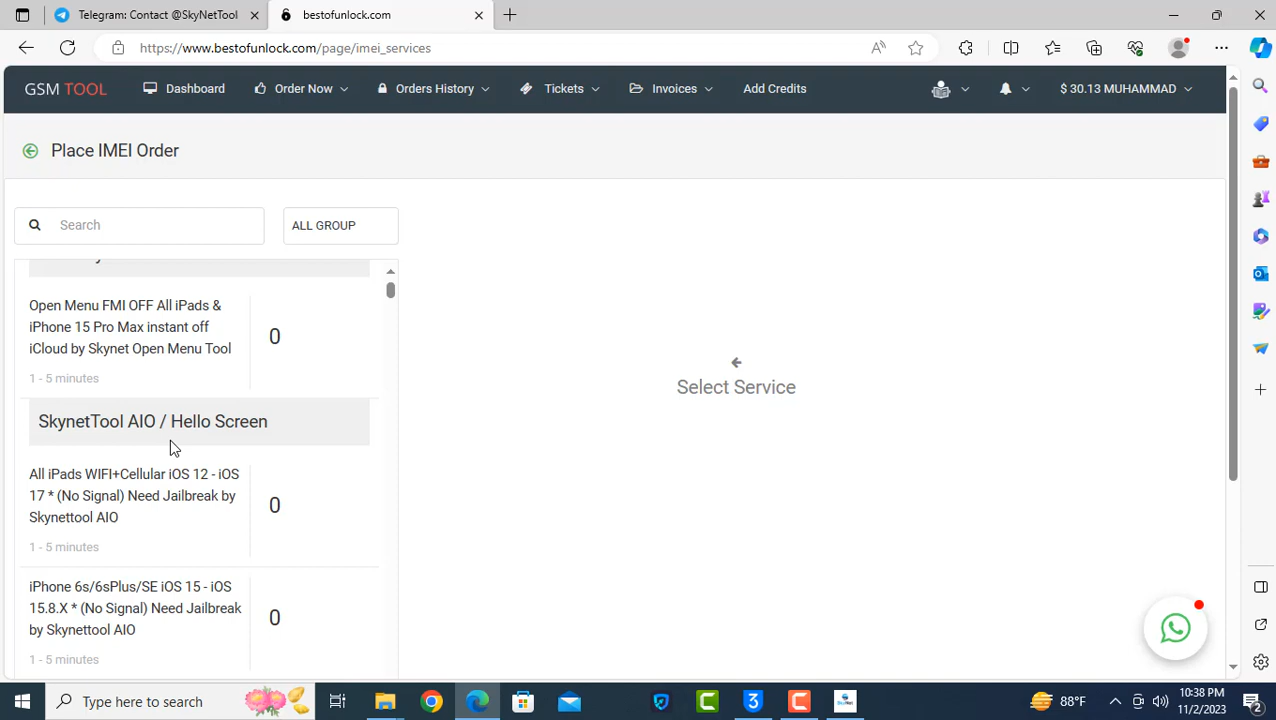 Telegram: Contact @SkyNetTool
bestofunlock.com
https://www.bestofunlock.com/page/imei_services
GSM TOOL
Dashboard
Order Now
Orders History
Tickets
Invoices
Add Credits
$ 30.13 MUHAMMAD
Place IMEI Order
Search
ALL GROUP
Open Menu FMI OFF All iPads &
iPhone 15 Pro Max instant off
iCloud by Skynet Open Menu Tool
0
1 - 5 minutes
SkynetTool AIO / Hello Screen
All iPads WIFI+Cellular iOS 12 - iOS
17 * (No Signal) Need Jailbreak by
Skynettool AIO
0
1 - 5 minutes
iPhone 6s/6sPlus/SE iOS 15 - iOS
15.8.X * (No Signal) Need Jailbreak
by Skynettool AIO
0
1 - 5 minutes
Select Service
Type here to search
88°F
10:38 PM
11/2/2023
2